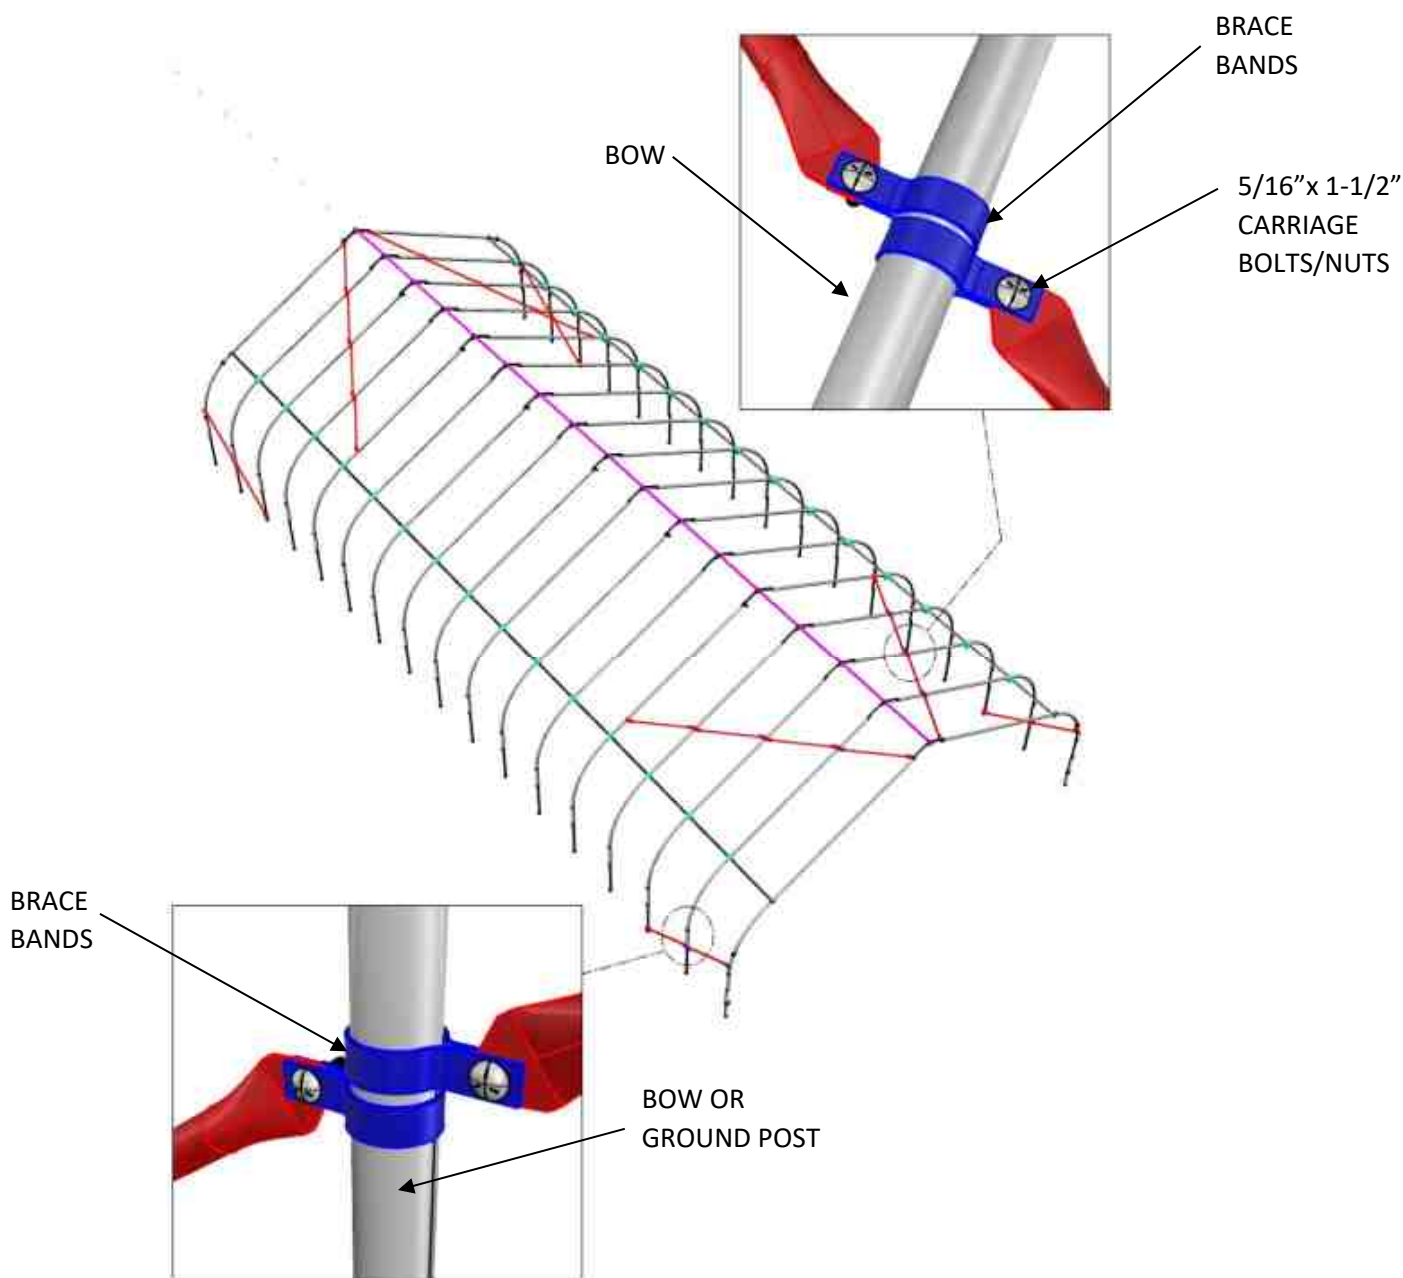 BRACE
BANDS
BOW
5/16”x 1-1/2”
CARRIAGE
BOLTS/NUTS
BRACE
BANDS
BOW OR
GROUND POST